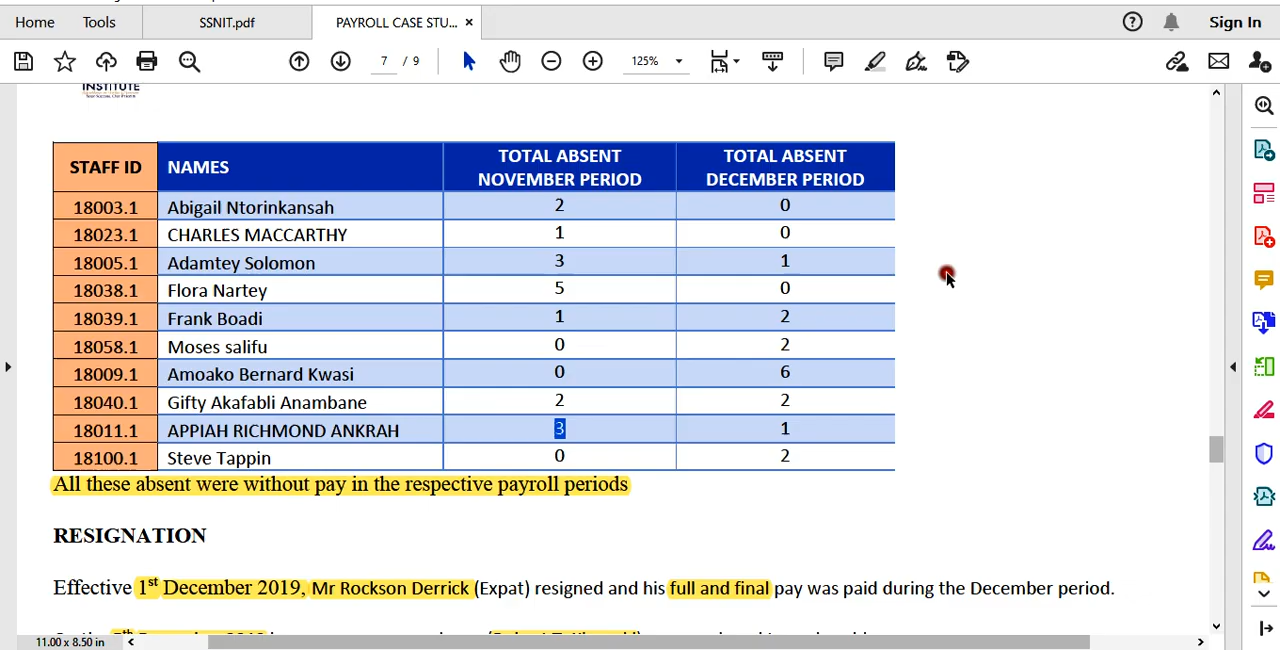 Home Tools SSNIT.pdf PAYROLL CASE STU... × Sign In
7 / 9 125%
INSTITUTE
STAFF ID NAMES TOTAL ABSENT NOVEMBER PERIOD TOTAL ABSENT DECEMBER PERIOD
18003.1 Abigail Ntorinkansah 2 0
18023.1 CHARLES MACCARTHY 1 0
18005.1 Adamtey Solomon 3 1
18038.1 Flora Nartey 5 0
18039.1 Frank Boadi 1 2
18058.1 Moses salifu 0 2
18009.1 Amoako Bernard Kwasi 0 6
18040.1 Gifty Akafabli Anambane 2 2
18011.1 APPIAH RICHMOND ANKRAH 3 1
18100.1 Steve Tappin 0 2
All these absent were without pay in the respective payroll periods
RESIGNATION
Effective 1st December 2019, Mr Rockson Derrick (Expat) resigned and his full and final pay was paid during the December period.
11.00 x 8.50 in